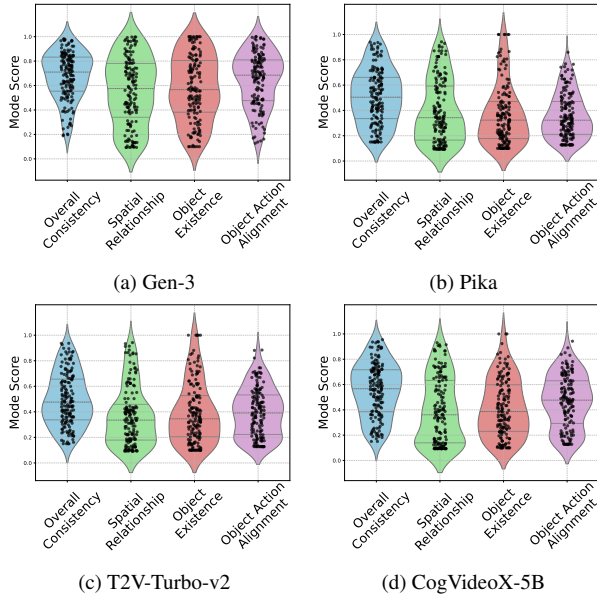 Mode Score
1.0
0.8
0.6
0.4
0.2
0.0
Overall
Consistency
Spatial
Relationship
Object
Existence
Object Action
Alignment
(a) Gen-3
Mode Score
1.0
0.8
0.6
0.4
0.2
0.0
Overall
Consistency
Spatial
Relationship
Object
Existence
Object Action
Alignment
(b) Pika
Mode Score
1.0
0.8
0.6
0.4
0.2
0.0
Overall
Consistency
Spatial
Relationship
Object
Existence
Object Action
Alignment
(c) T2V-Turbo-v2
Mode Score
1.0
0.8
0.6
0.4
0.2
0.0
Overall
Consistency
Spatial
Relationship
Object
Existence
Object Action
Alignment
(d) CogVideoX-5B